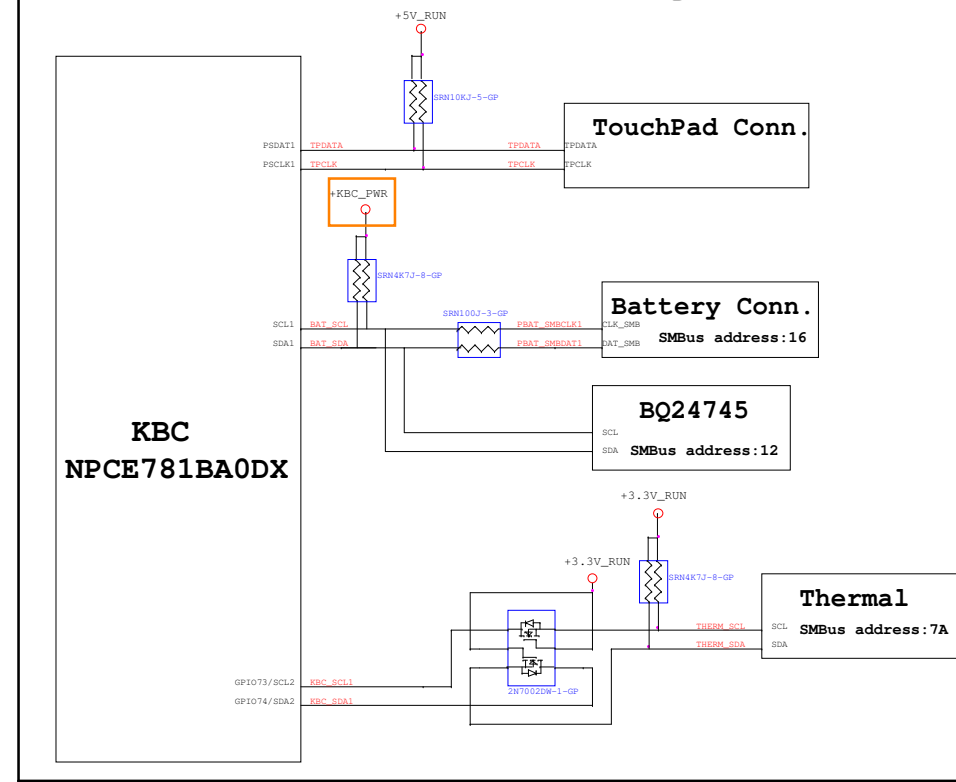 +5V_RUN
SRN10KJ-5-GP
TouchPad Conn.
PSDAT1 TPDATA TPDATA TPDATA
PSCLK1 TPCLK TPCLK TPCLK
+KBC_PWR
SRN4K7J-8-GP
SRN100J-3-GP
Battery Conn.
SCL1 BAT_SCL PBAT_SMBCLK1 CLK_SMB
SMBus address:16
SDA1 BAT_SDA PBAT_SMBDAT1 DAT_SMB
BQ24745
KBC
NPCE781BA0DX
SCL
SDA SMBus address:12
+3.3V_RUN
+3.3V_RUN
SRN4K7J-8-GP
Thermal
THERM_SCL SCL SMBus address:7A
THERM_SDA SDA
GPIO73/SCL2 KBC_SCL1
2N7002DW-1-GP
GPIO74/SDA2 KBC_SDA1